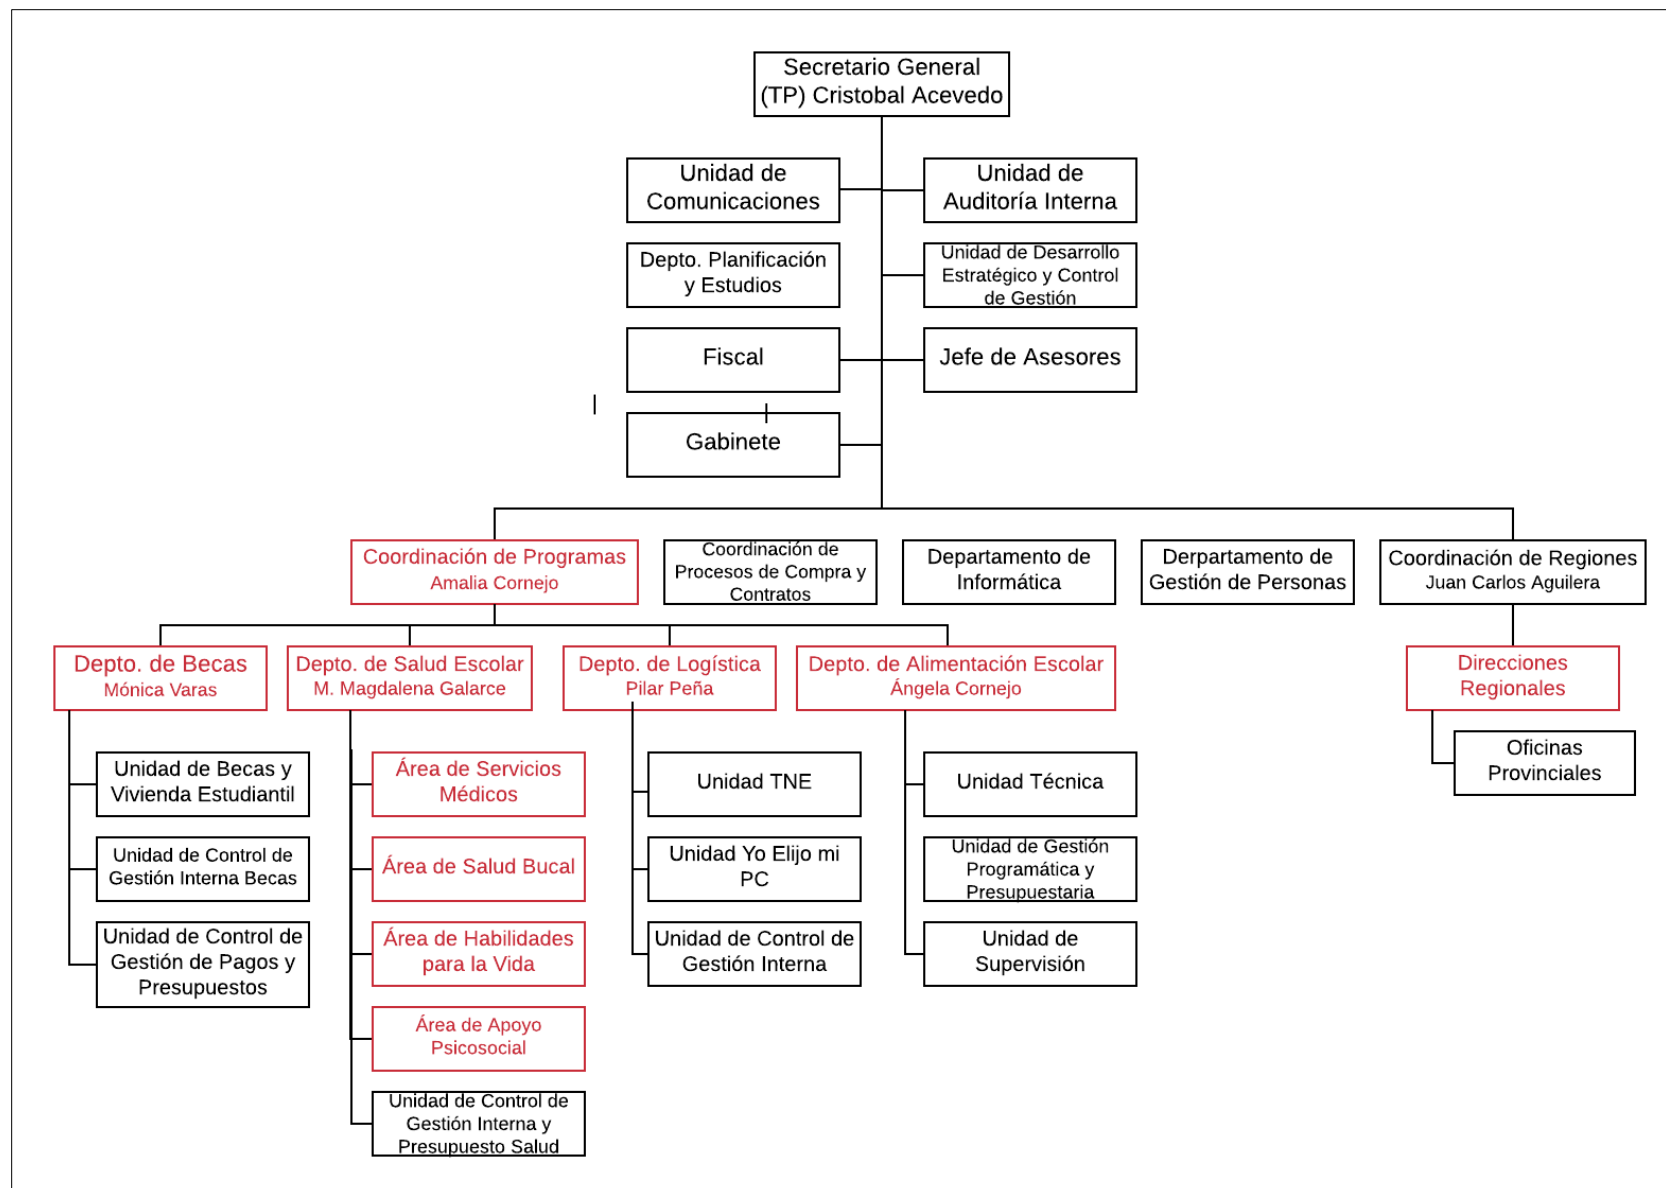 Secretario General
(TP) Cristobal Acevedo
Unidad de
Comunicaciones
Unidad de
Auditoría Interna
Depto. Planificación
y Estudios
Unidad de Desarrollo
Estratégico y Control
de Gestión
Fiscal
Jefe de Asesores
Gabinete
Coordinación de Programas
Amalia Cornejo
Coordinación de
Procesos de Compra y
Contratos
Departamento de
Informática
Derpartamento de
Gestión de Personas
Coordinación de Regiones
Juan Carlos Aguilera
Depto. de Becas
Mónica Varas
Depto. de Salud Escolar
M. Magdalena Galarce
Depto. de Logística
Pilar Peña
Depto. de Alimentación Escolar
Ángela Cornejo
Direcciones
Regionales
Unidad de Becas y
Vivienda Estudiantil
Unidad de Control de
Gestión Interna Becas
Unidad de Control de
Gestión de Pagos y
Presupuestos
Área de Servicios
Médicos
Área de Salud Bucal
Área de Habilidades
para la Vida
Área de Apoyo
Psicosocial
Unidad de Control de
Gestión Interna y
Presupuesto Salud
Unidad TNE
Unidad Yo Elijo mi
PC
Unidad de Control de
Gestión Interna
Unidad Técnica
Unidad de Gestión
Programática y
Presupuestaria
Unidad de
Supervisión
Oficinas
Provinciales